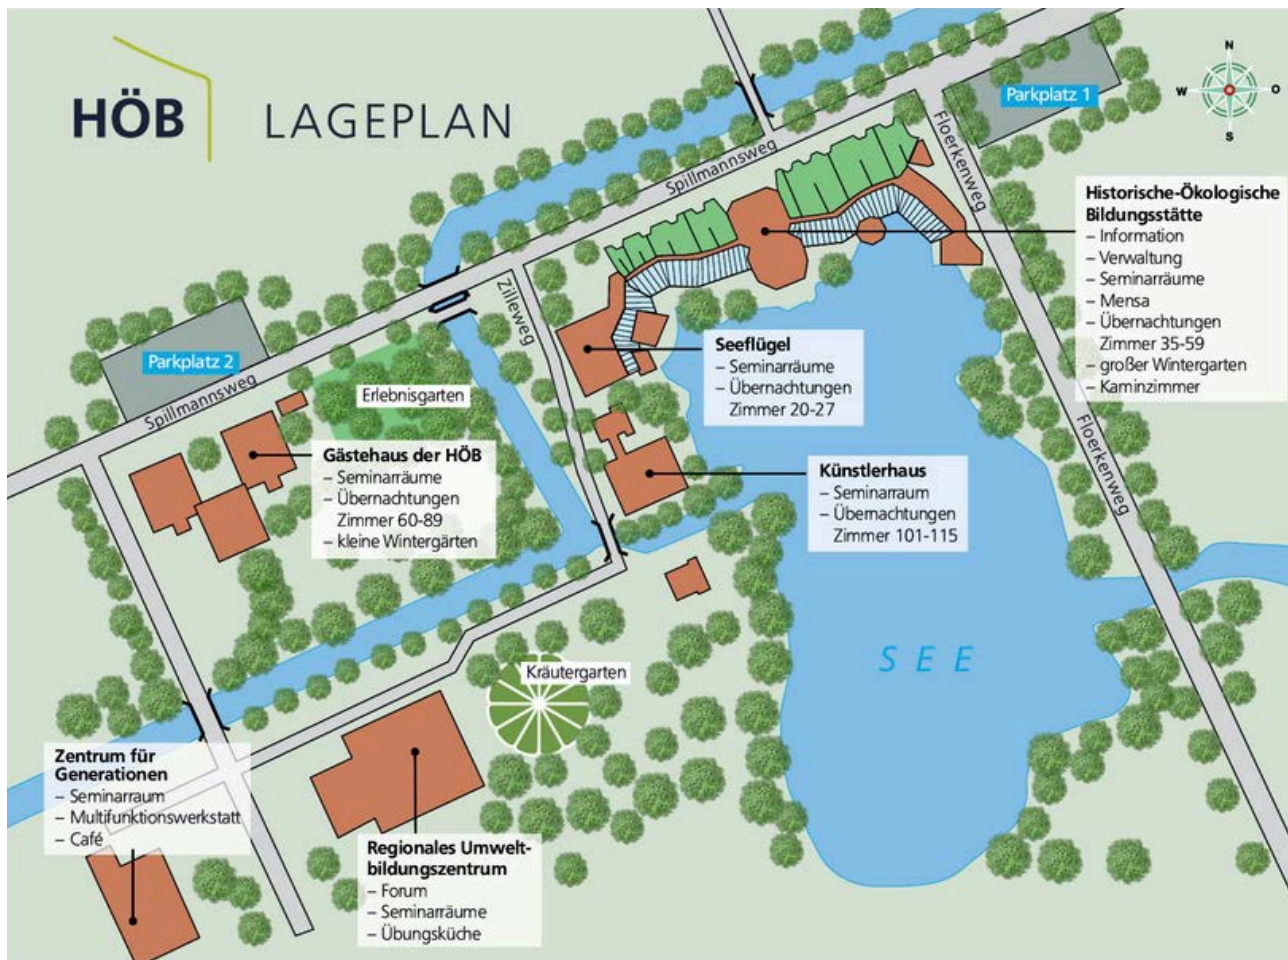 HÖB LAGEPLAN
N
W O
S
Parkplatz 1
Spillmannsweg
Floerkenweg
Historische-Ökologische
Bildungsstätte
– Information
– Verwaltung
– Seminarräume
– Mensa
– Übernachtungen
Zimmer 35-59
– großer Wintergarten
– Kaminzimmer
Zilleweg
Parkplatz 2
Spillmannsweg
Erlebnisgarten
Seeflügel
– Seminarräume
– Übernachtungen
Zimmer 20-27
Floerkenweg
Gästehaus der HÖB
– Seminarräume
– Übernachtungen
Zimmer 60-89
– kleine Wintergärten
Künstlerhaus
– Seminarraum
– Übernachtungen
Zimmer 101-115
SEE
Kräutergarten
Zentrum für
Generationen
– Seminarraum
– Multifunktionswerkstatt
– Café
Regionales Umwelt-
bildungszentrum
– Forum
– Seminarräume
– Übungsküche